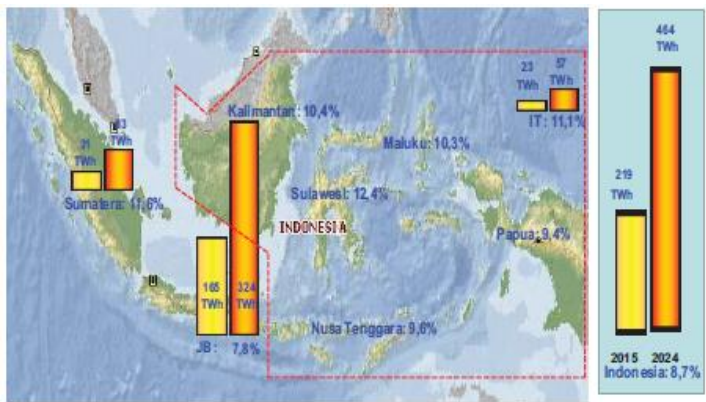 23
TWh
57
TWh
IT : 11,1%
Kalimantan: 10,4%
Maluku: 10,3%
31
TWh
83
TWh
Sumatera: 11,6%
Sulawesi: 12,4%
INDONESIA
Papua: 9,4%
165
TWh
324
TWh
Nusa Tenggara: 9,6%
JB : 7,8%
464
TWh
219
TWh
2015 2024
Indonesia: 8,7%